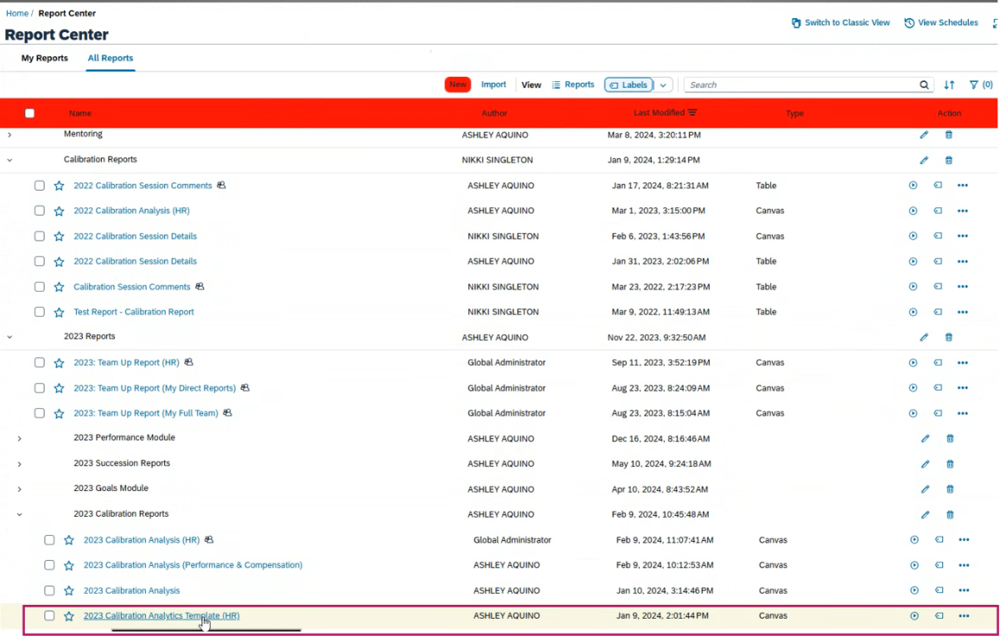 Home / Report Center
Report Center
Switch to Classic View View Schedules
My Reports All Reports
New Import View Reports Labels Search (0)
Name Author Last Modified Type Action
Mentoring ASHLEY AQUINO Mar 8, 2024, 3:20:11 PM
Calibration Reports NIKKI SINGLETON Jan 9, 2024, 1:29:14 PM
2022 Calibration Session Comments ASHLEY AQUINO Jan 17, 2024, 8:21:31 AM Table
2022 Calibration Analysis (HR) ASHLEY AQUINO Mar 1, 2023, 3:15:00 PM Canvas
2022 Calibration Session Details NIKKI SINGLETON Feb 6, 2023, 1:43:56 PM Canvas
2022 Calibration Session Details ASHLEY AQUINO Jan 31, 2023, 2:02:06 PM Table
Calibration Session Comments NIKKI SINGLETON Mar 23, 2022, 2:17:23 PM Table
Test Report - Calibration Report NIKKI SINGLETON Mar 9, 2022, 11:49:13 AM Table
2023 Reports ASHLEY AQUINO Nov 22, 2023, 9:32:50 AM
2023: Team Up Report (HR) Global Administrator Sep 11, 2023, 3:52:19 PM Canvas
2023: Team Up Report (My Direct Reports) Global Administrator Aug 23, 2023, 8:24:09 AM Canvas
2023: Team Up Report (My Full Team) Global Administrator Aug 23, 2023, 8:15:04 AM Canvas
2023 Performance Module ASHLEY AQUINO Dec 16, 2024, 8:16:46 AM
2023 Succession Reports ASHLEY AQUINO May 10, 2024, 9:24:18 AM
2023 Goals Module ASHLEY AQUINO Apr 10, 2024, 8:43:52 AM
2023 Calibration Reports ASHLEY AQUINO Feb 9, 2024, 10:45:48 AM
2023 Calibration Analysis (HR) Global Administrator Feb 9, 2024, 11:07:41 AM Canvas
2023 Calibration Analysis (Performance & Compensation) ASHLEY AQUINO Feb 9, 2024, 10:12:53 AM Canvas
2023 Calibration Analysis ASHLEY AQUINO Jan 10, 2024, 3:14:46 PM Canvas
2023 Calibration Analytics Template (HR) ASHLEY AQUINO Jan 9, 2024, 2:01:44 PM Canvas